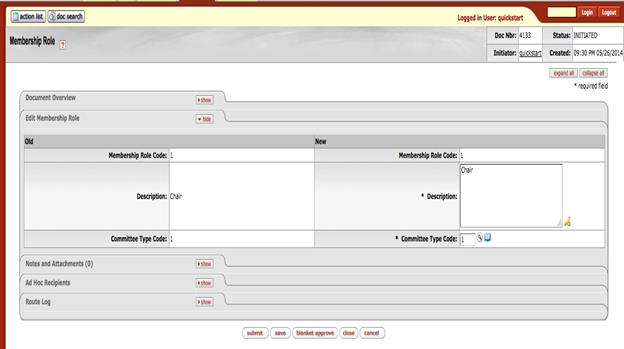 action list doc search
Logged in User: quickstart Login Logout
Membership Role ?
Doc Nbr: 4133 Status: INITIATED
Initiator: quickstart Created: 09:30 PM 05/26/2014
expand all collapse all
* required field
Document Overview show
Edit Membership Role hide
Old New
Membership Role Code: 1 Membership Role Code: 1
Description: Chair * Description: Chair
Committee Type Code: 1 * Committee Type Code: 1
Notes and Attachments (0) show
Ad Hoc Recipients show
Route Log show
submit save blanket approve close cancel